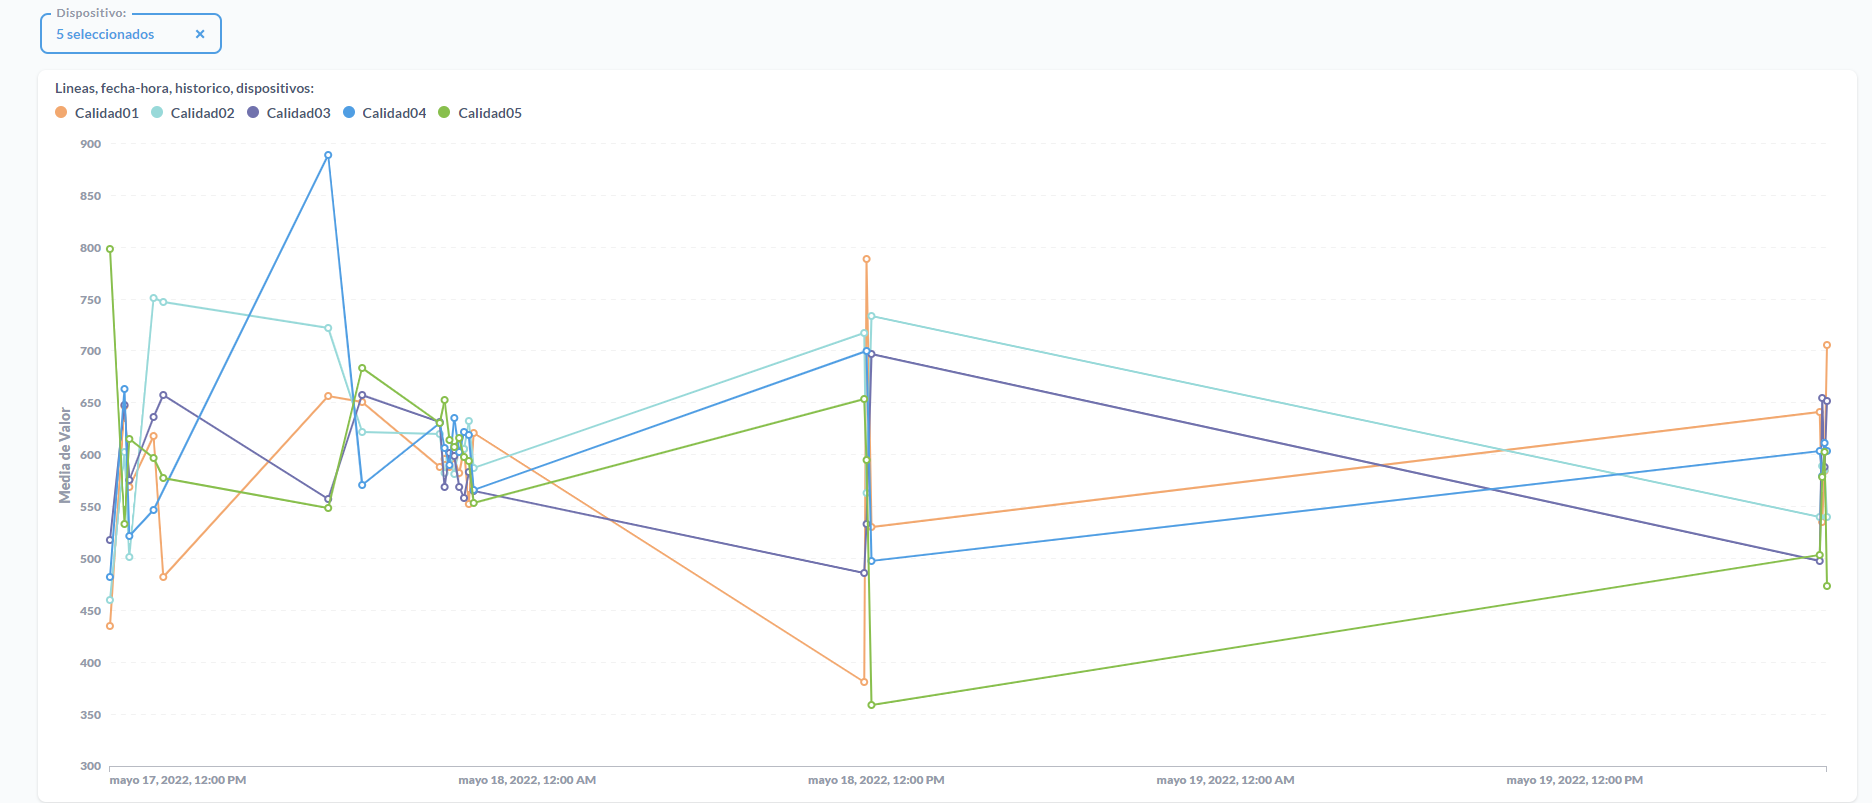 Dispositivo:
5 seleccionados ×
Lineas, fecha-hora, historico, dispositivos:
Calidad01 Calidad02 Calidad03 Calidad04 Calidad05
900
850
800
750
700
650
600
550
500
450
400
350
300
Media de Valor
mayo 17, 2022, 12:00 PM mayo 18, 2022, 12:00 AM mayo 18, 2022, 12:00 PM mayo 19, 2022, 12:00 AM mayo 19, 2022, 12:00 PM